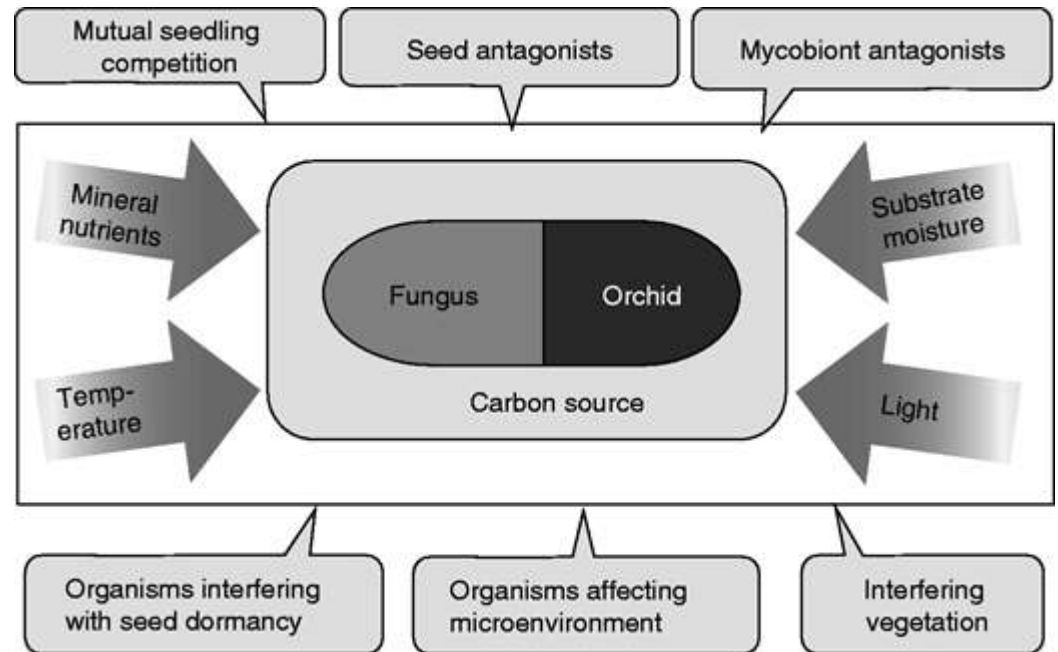 Mutual seedling
competition
Seed antagonists
Mycobiont antagonists
Mineral
nutrients
Substrate
moisture
Fungus
Orchid
Temp-
erature
Carbon source
Light
Organisms interfering
with seed dormancy
Organisms affecting
microenvironment
Interfering
vegetation